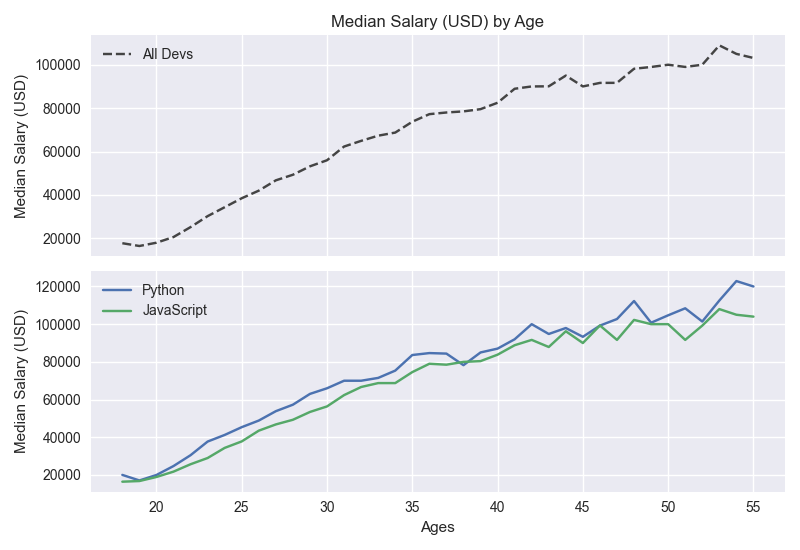 Median Salary (USD) by Age
All Devs
Median Salary (USD)
100000
80000
60000
40000
20000
Python
JavaScript
Median Salary (USD)
120000
100000
80000
60000
40000
20000
20 25 30 35 40 45 50 55
Ages